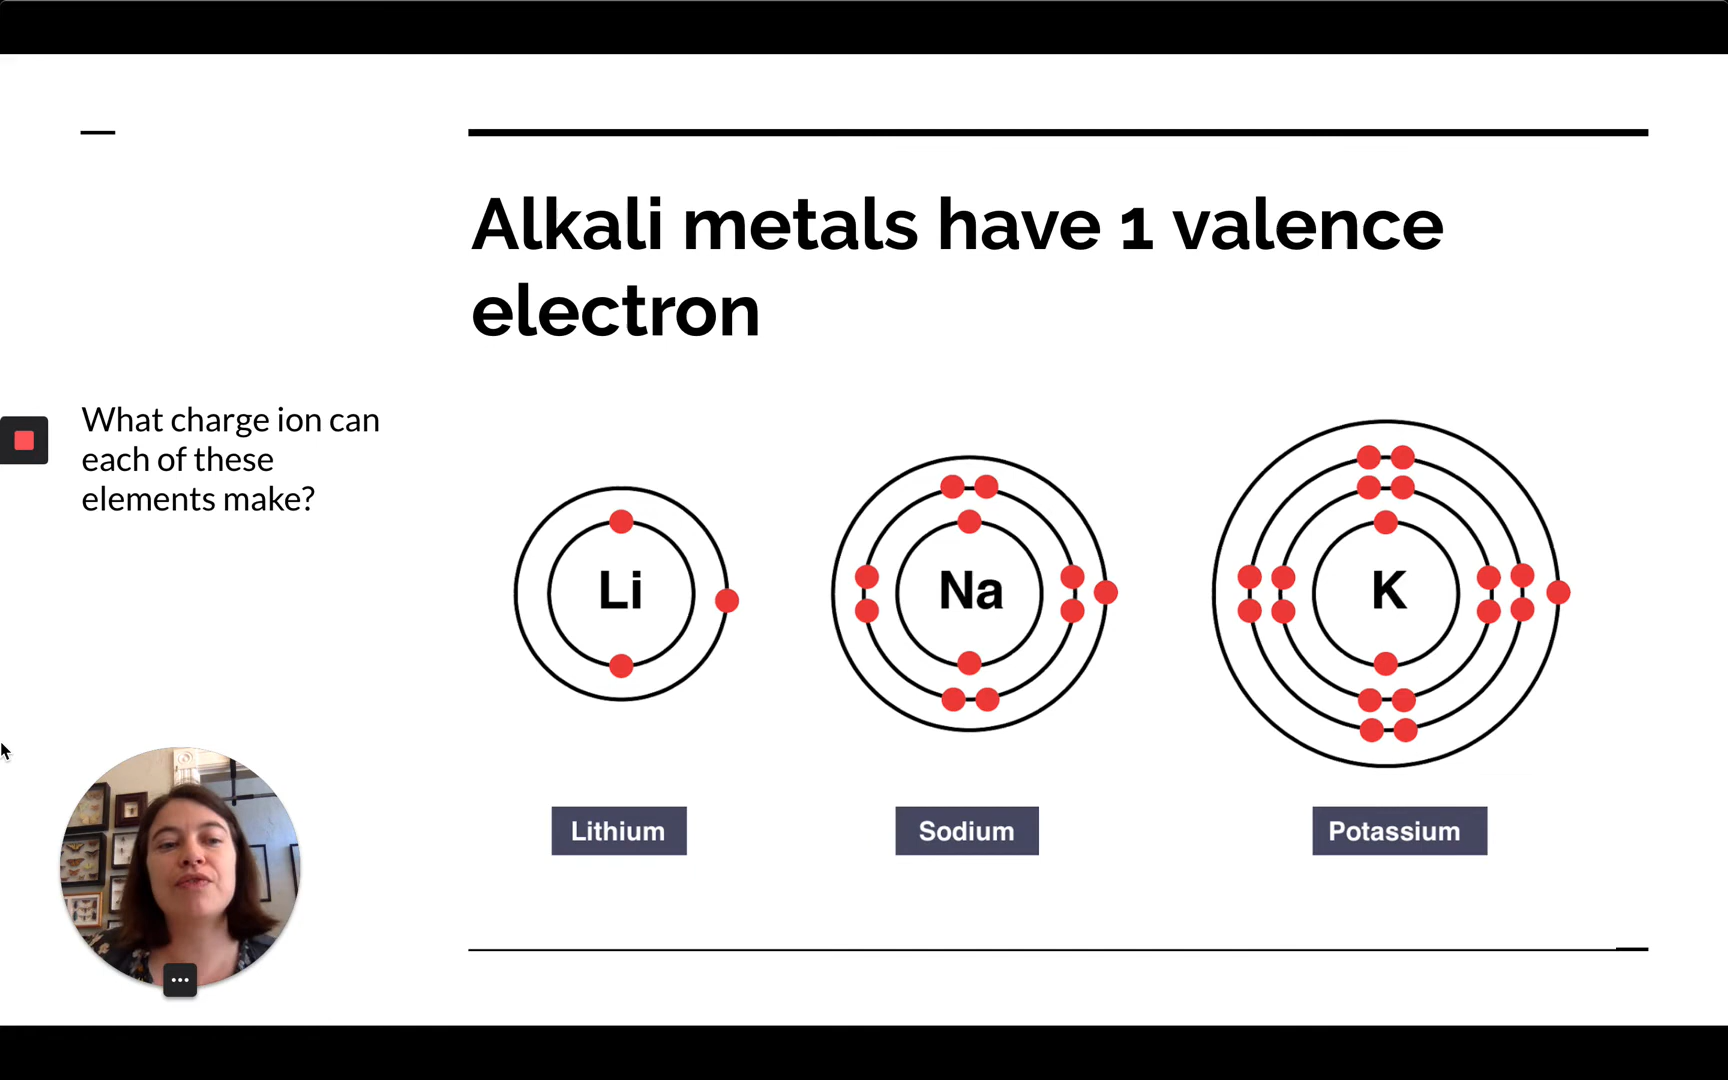 Alkali metals have 1 valence
electron
What charge ion can
each of these
elements make?
Li
Na
K
Lithium
Sodium
Potassium